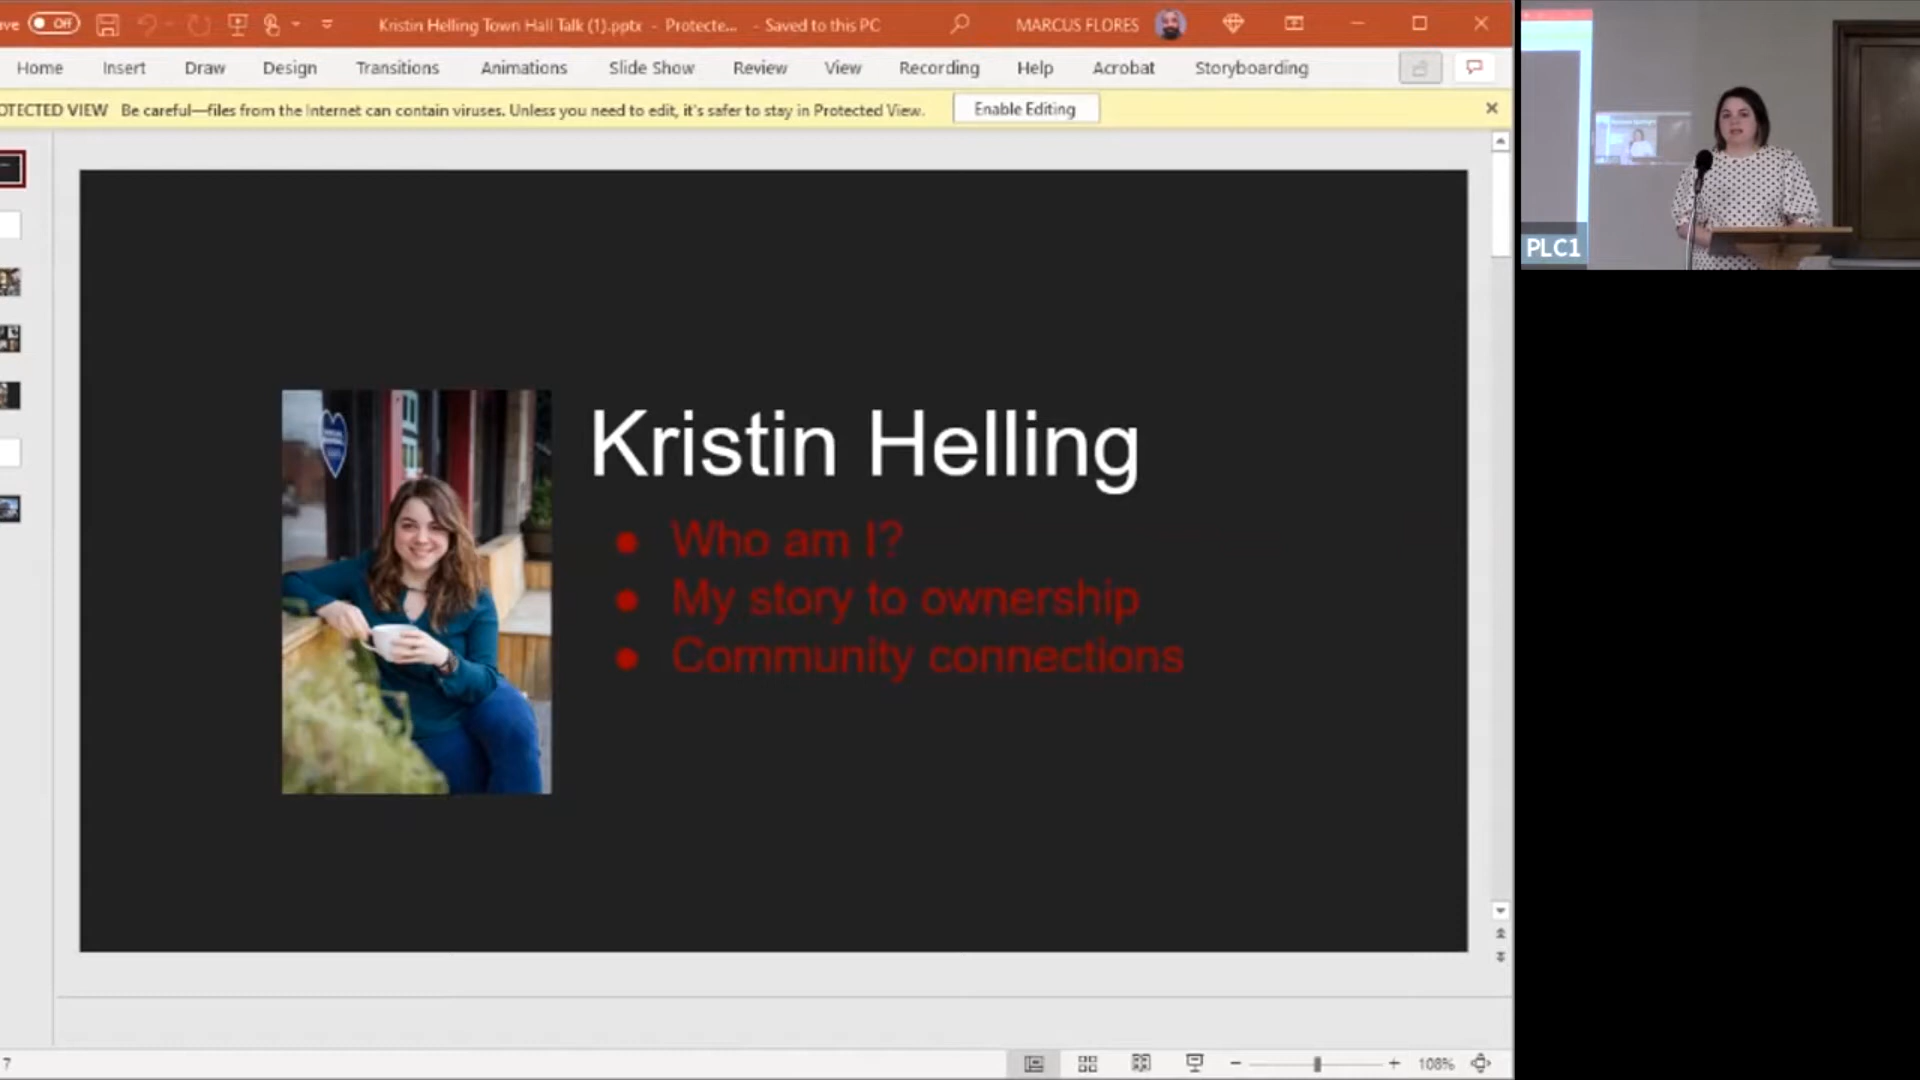 ve Off Kristin Helling Town Hall Talk (1).pptx - Protecte... - Saved to this PC MARCUS FLORES
Home Insert Draw Design Transitions Animations Slide Show Review View Recording Help Acrobat Storyboarding
OTECTED VIEW Be careful—files from the Internet can contain viruses. Unless you need to edit, it's safer to stay in Protected View. Enable Editing
PLC1
Kristin Helling
● Who am I?
● My story to ownership
● Community connections
7 108%